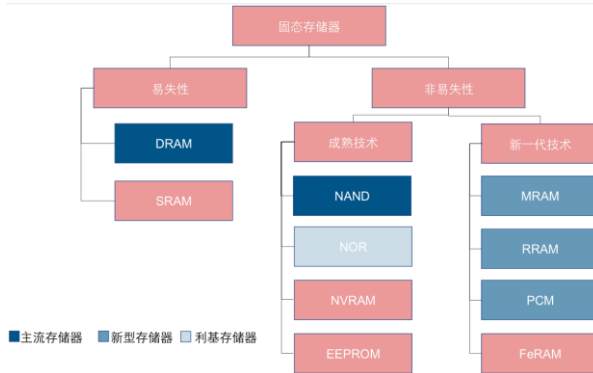 固态存储器
易失性
非易失性
DRAM
成熟技术
新一代技术
SRAM
NAND
MRAM
NOR
RRAM
NVRAM
PCM
EEPROM
FeRAM
主流存储器 新型存储器 利基存储器